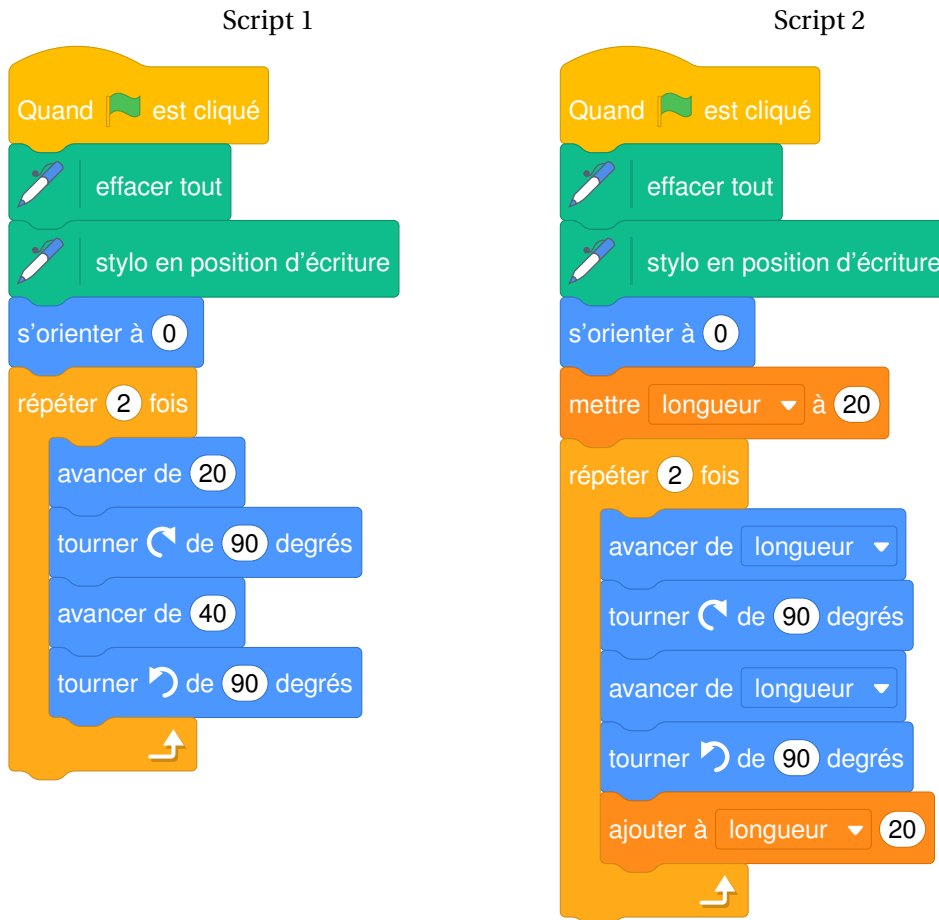 Script 1
Quand est cliqué
effacer tout
stylo en position d'écriture
s'orienter à 0
répéter 2 fois
avancer de 20
tourner de 90 degrés
avancer de 40
tourner de 90 degrés
Script 2
Quand est cliqué
effacer tout
stylo en position d'écriture
s'orienter à 0
mettre longueur à 20
répéter 2 fois
avancer de longueur
tourner de 90 degrés
avancer de longueur
tourner de 90 degrés
ajouter à longueur 20